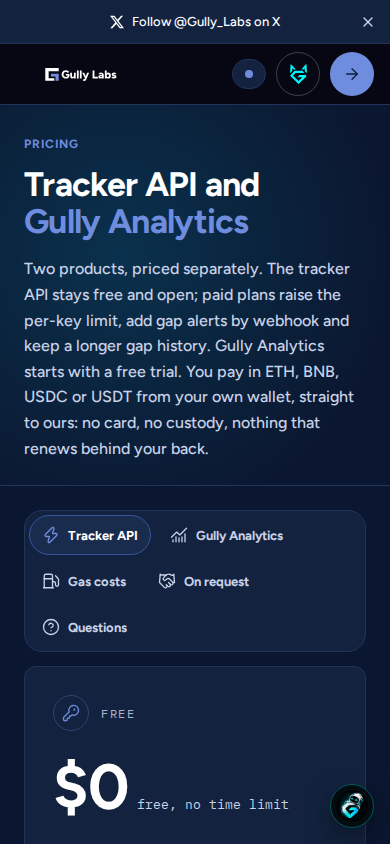 Follow @Gully_Labs on X
Gully Labs
PRICING
Tracker API and
Gully Analytics
Two products, priced separately. The tracker
API stays free and open; paid plans raise the
per-key limit, add gap alerts by webhook and
keep a longer gap history. Gully Analytics
starts with a free trial. You pay in ETH, BNB,
USDC or USDT from your own wallet, straight
to ours: no card, no custody, nothing that
renews behind your back.
Tracker API
Gully Analytics
Gas costs
On request
Questions
FREE
$0 free, no time limit